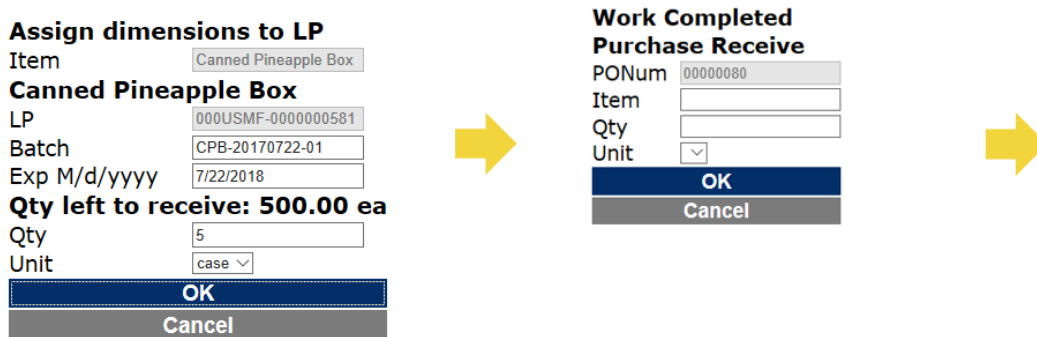 Assign dimensions to LP
Item Canned Pineapple Box
Canned Pineapple Box
LP 000USMF-0000000581
Batch CPB-20170722-01
Exp M/d/yyyy 7/22/2018
Qty left to receive: 500.00 ea
Qty 5
Unit case
OK
Cancel
Work Completed
Purchase Receive
PONum 00000080
Item
Qty
Unit
OK
Cancel